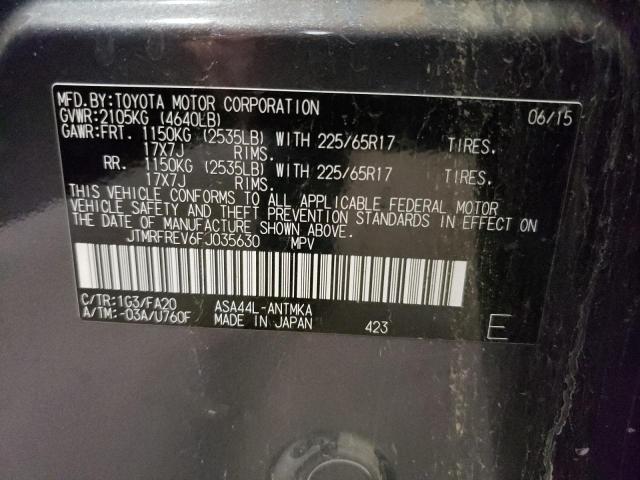 MFD.BY:TOYOTA MOTOR CORPORATION 06/15
GVWR:2105KG (4640LB)
GAWR:FRT. 1150KG (2535LB) WITH 225/65R17 TIRES.
17X7J RIMS.
RR. 1150KG (2535LB) WITH 225/65R17 TIRES.
17X7J RIMS.
THIS VEHICLE CONFORMS TO ALL APPLICABLE FEDERAL MOTOR
VEHICLE SAFETY AND THEFT PREVENTION STANDARDS IN EFFECT ON
THE DATE OF MANUFACTURE SHOWN ABOVE.
JTMRFREV6FJ035630 MPV
C/TR:1G3/FA20 ASA44L-ANTMKA
A/TM:-03A/U760F MADE IN JAPAN 423 E